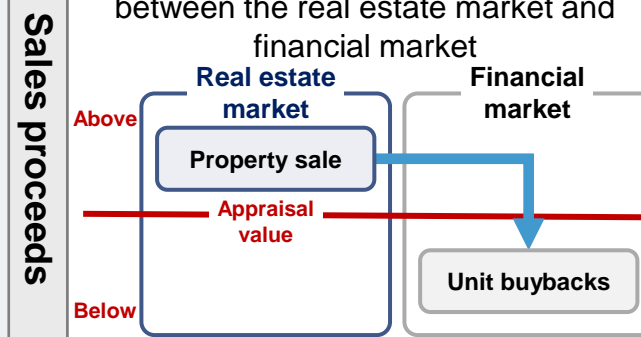 between the real estate market and
financial market
Sales proceeds
Real estate
market
Financial
market
Above
Property sale
Appraisal
value
Unit buybacks
Below